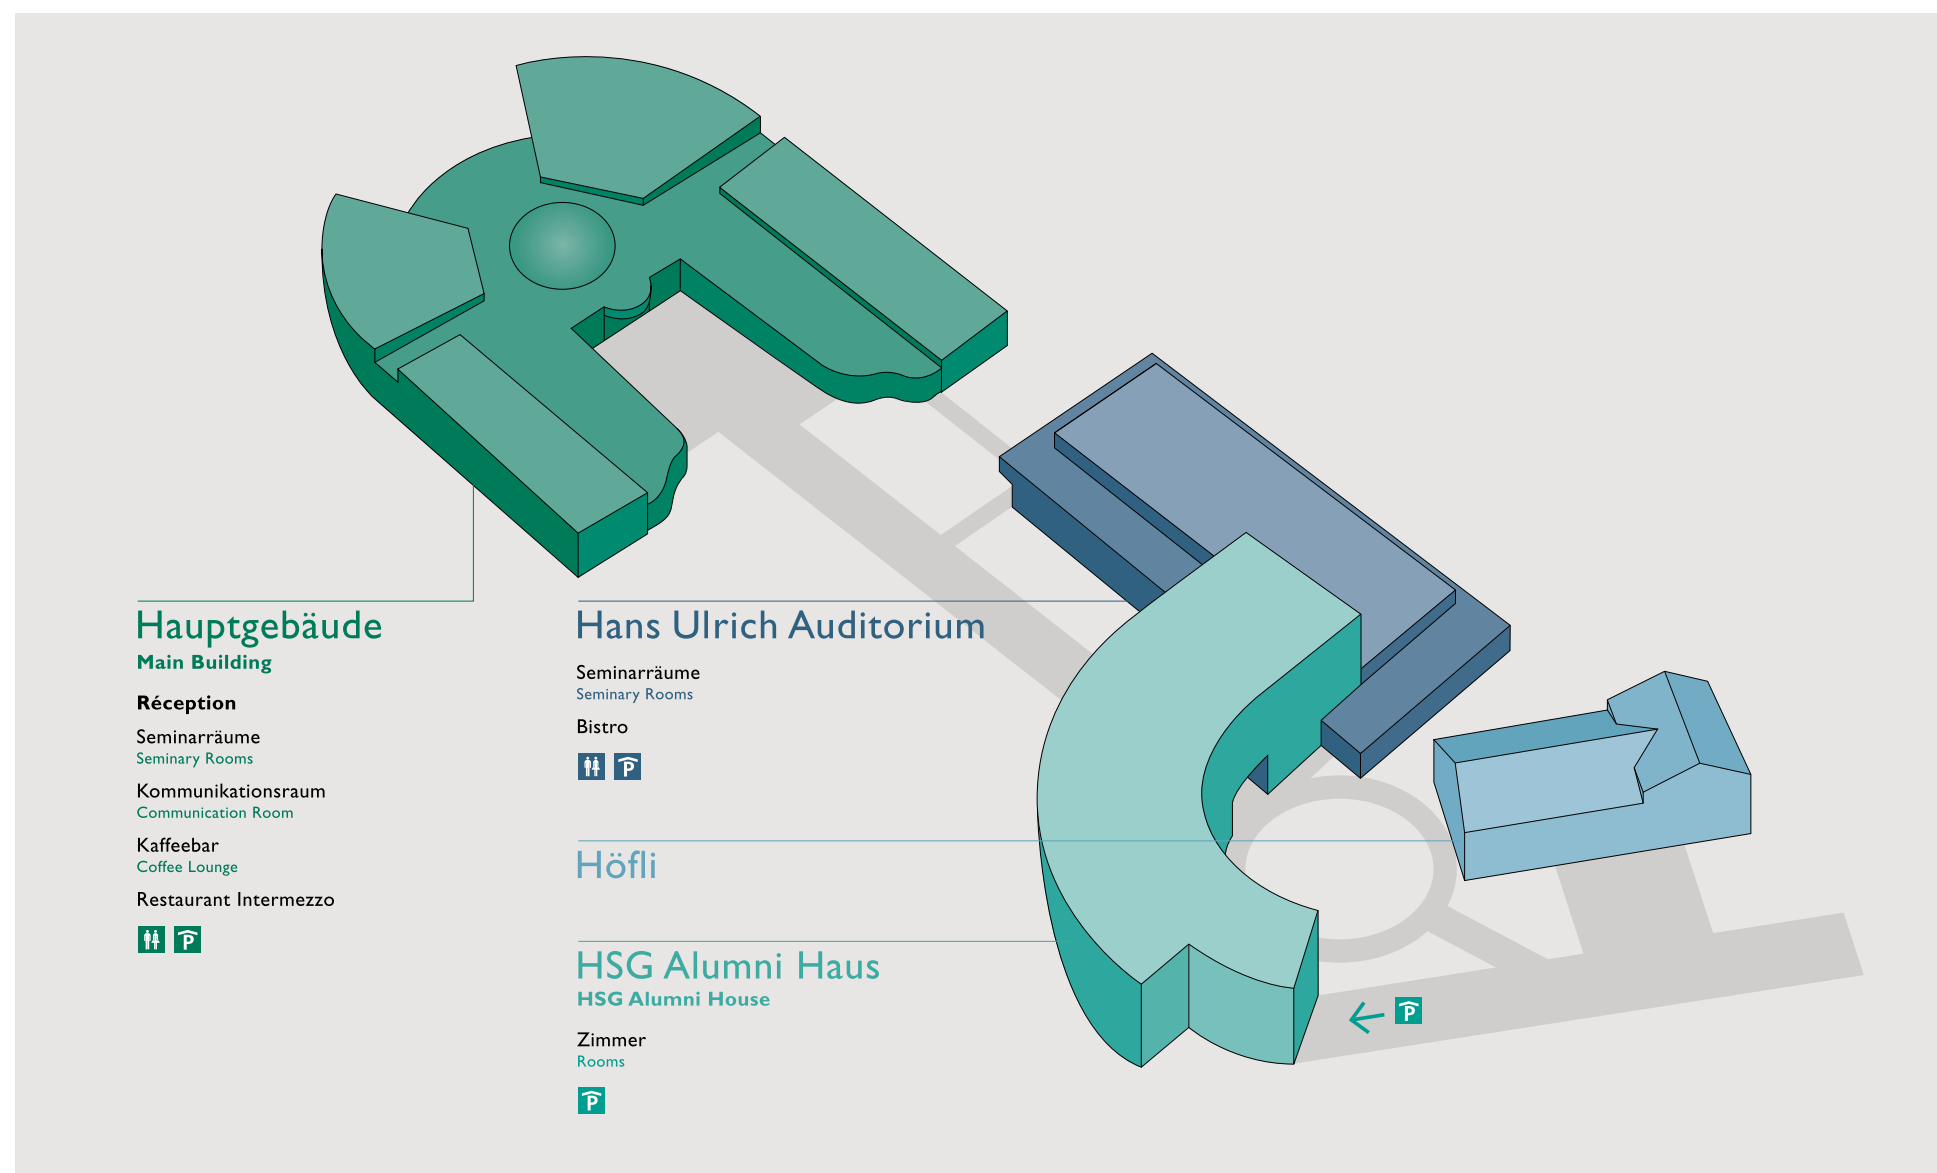 Hauptgebäude
Main Building
Réception
Seminarräume
Seminary Rooms
Kommunikationsraum
Communication Room
Kaffeebar
Coffee Lounge
Restaurant Intermezzo
P
Hans Ulrich Auditorium
Seminarräume
Seminary Rooms
Bistro
P
Höfli
HSG Alumni Haus
HSG Alumni House
Zimmer
Rooms
P
P